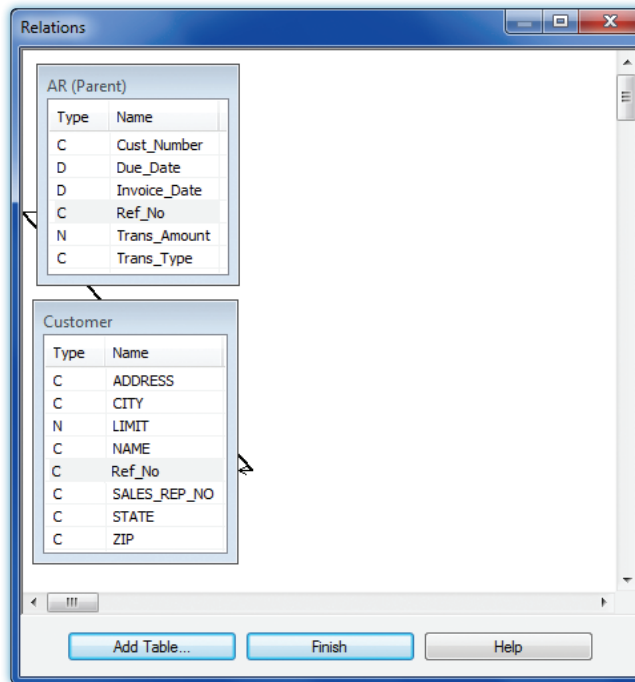 Relations
AR (Parent)
Type Name
C Cust_Number
D Due_Date
D Invoice_Date
C Ref_No
N Trans_Amount
C Trans_Type
Customer
Type Name
C ADDRESS
C CITY
N LIMIT
C NAME
C Ref_No
C SALES_REP_NO
C STATE
C ZIP
Add Table... Finish Help